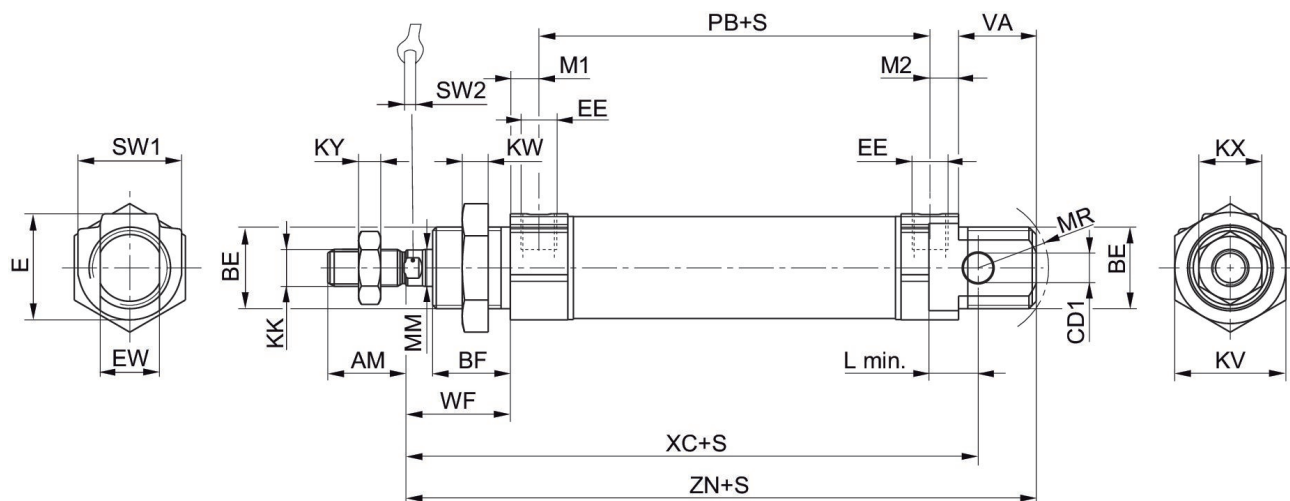 PB+S
VA
M1
M2
SW2
EE
SW1
KY
KW
EE
KX
MR
E
BE
BE
CD1
KK
MM
EW
AM
BF
L min.
KV
WF
XC+S
ZN+S